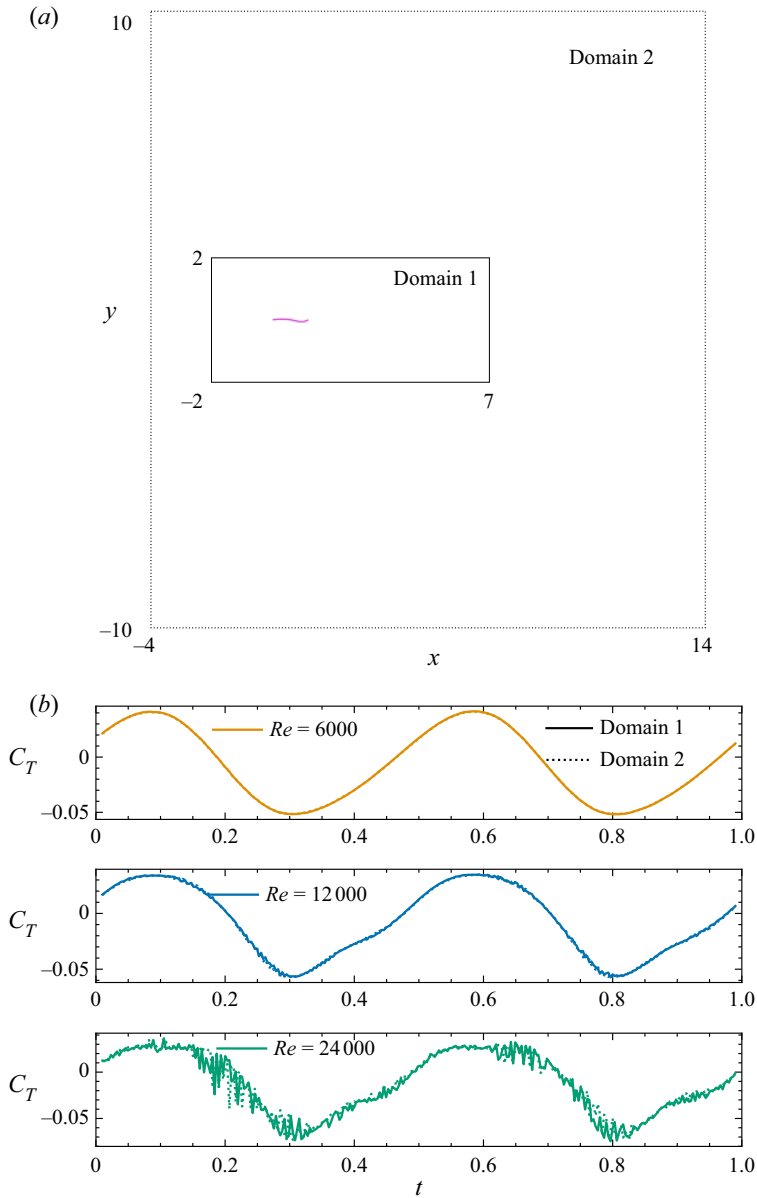 (a)
10
Domain 2
2
Domain 1
y
–2
7
–10
–4
x
14
(b)
Re = 6000
Domain 1
Domain 2
C_T
0
–0.05
0 0.2 0.4 0.6 0.8 1.0
Re = 12 000
C_T
0
–0.05
0 0.2 0.4 0.6 0.8 1.0
Re = 24 000
C_T
0
–0.05
0 0.2 0.4 0.6 0.8 1.0
t